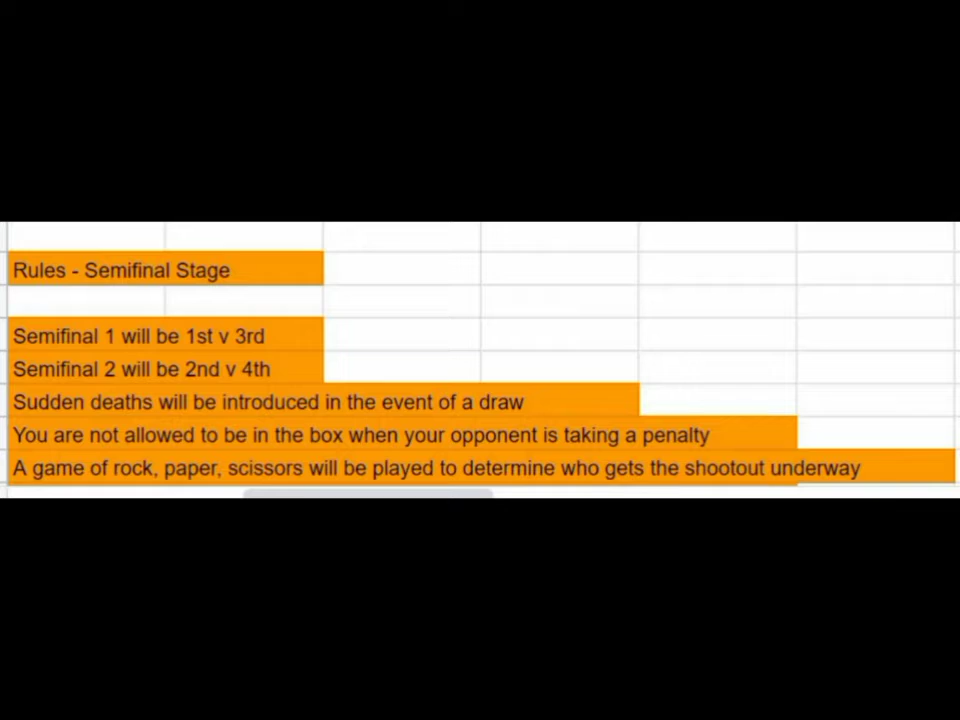 Rules - Semifinal Stage
Semifinal 1 will be 1st v 3rd
Semifinal 2 will be 2nd v 4th
Sudden deaths will be introduced in the event of a draw
You are not allowed to be in the box when your opponent is taking a penalty
A game of rock, paper, scissors will be played to determine who gets the shootout underway